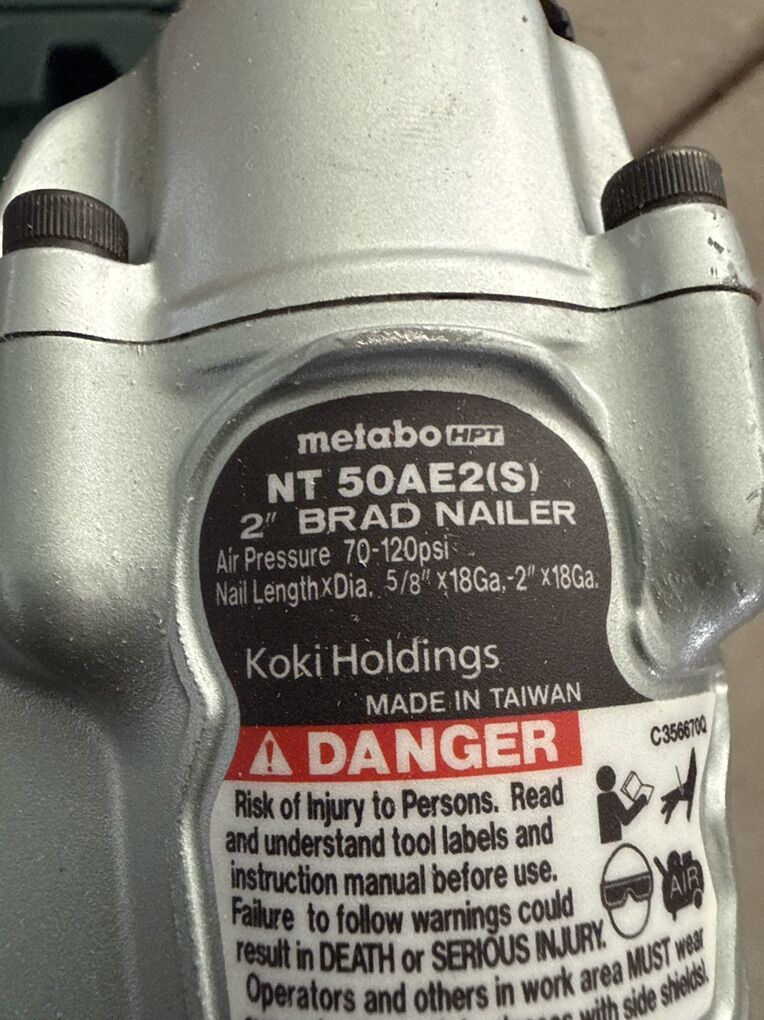 metabo HPT
NT 50AE2(S)
2" BRAD NAILER
Air Pressure 70-120psi
Nail Length×Dia. 5/8" ×18Ga.-2" ×18Ga.
Koki Holdings
MADE IN TAIWAN
C356670Q
DANGER
Risk of Injury to Persons. Read
and understand tool labels and
instruction manual before use.
Failure to follow warnings could
result in DEATH or SERIOUS INJURY.
AIR
Operators and others in work area MUST wear
with side shields!